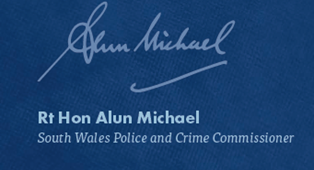 Alun Michael
Rt Hon Alun Michael
South Wales Police and Crime Commissioner